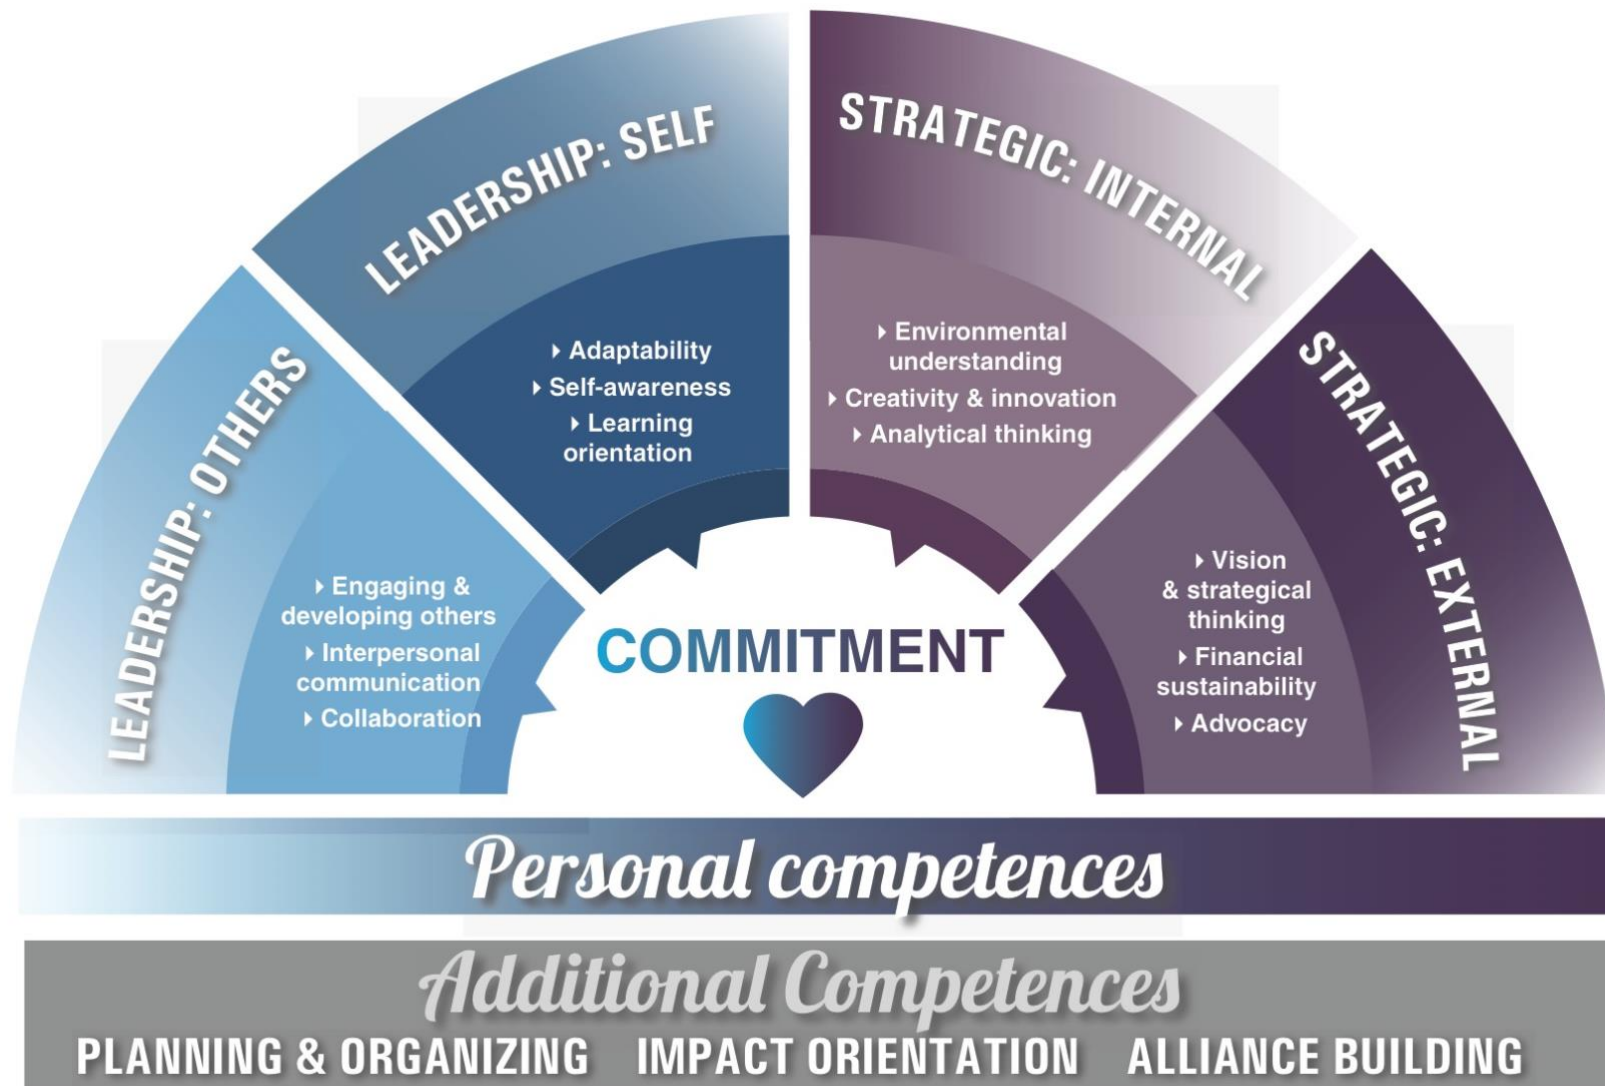 LEADERSHIP: OTHERS
‣ Engaging &
developing others
‣ Interpersonal
communication
‣ Collaboration
LEADERSHIP: SELF
‣ Adaptability
‣ Self-awareness
‣ Learning
orientation
STRATEGIC: INTERNAL
‣ Environmental
understanding
‣ Creativity & innovation
‣ Analytical thinking
STRATEGIC: EXTERNAL
‣ Vision
& strategical
thinking
‣ Financial
sustainability
‣ Advocacy
COMMITMENT
Personal competences
Additional Competences
PLANNING & ORGANIZING IMPACT ORIENTATION ALLIANCE BUILDING